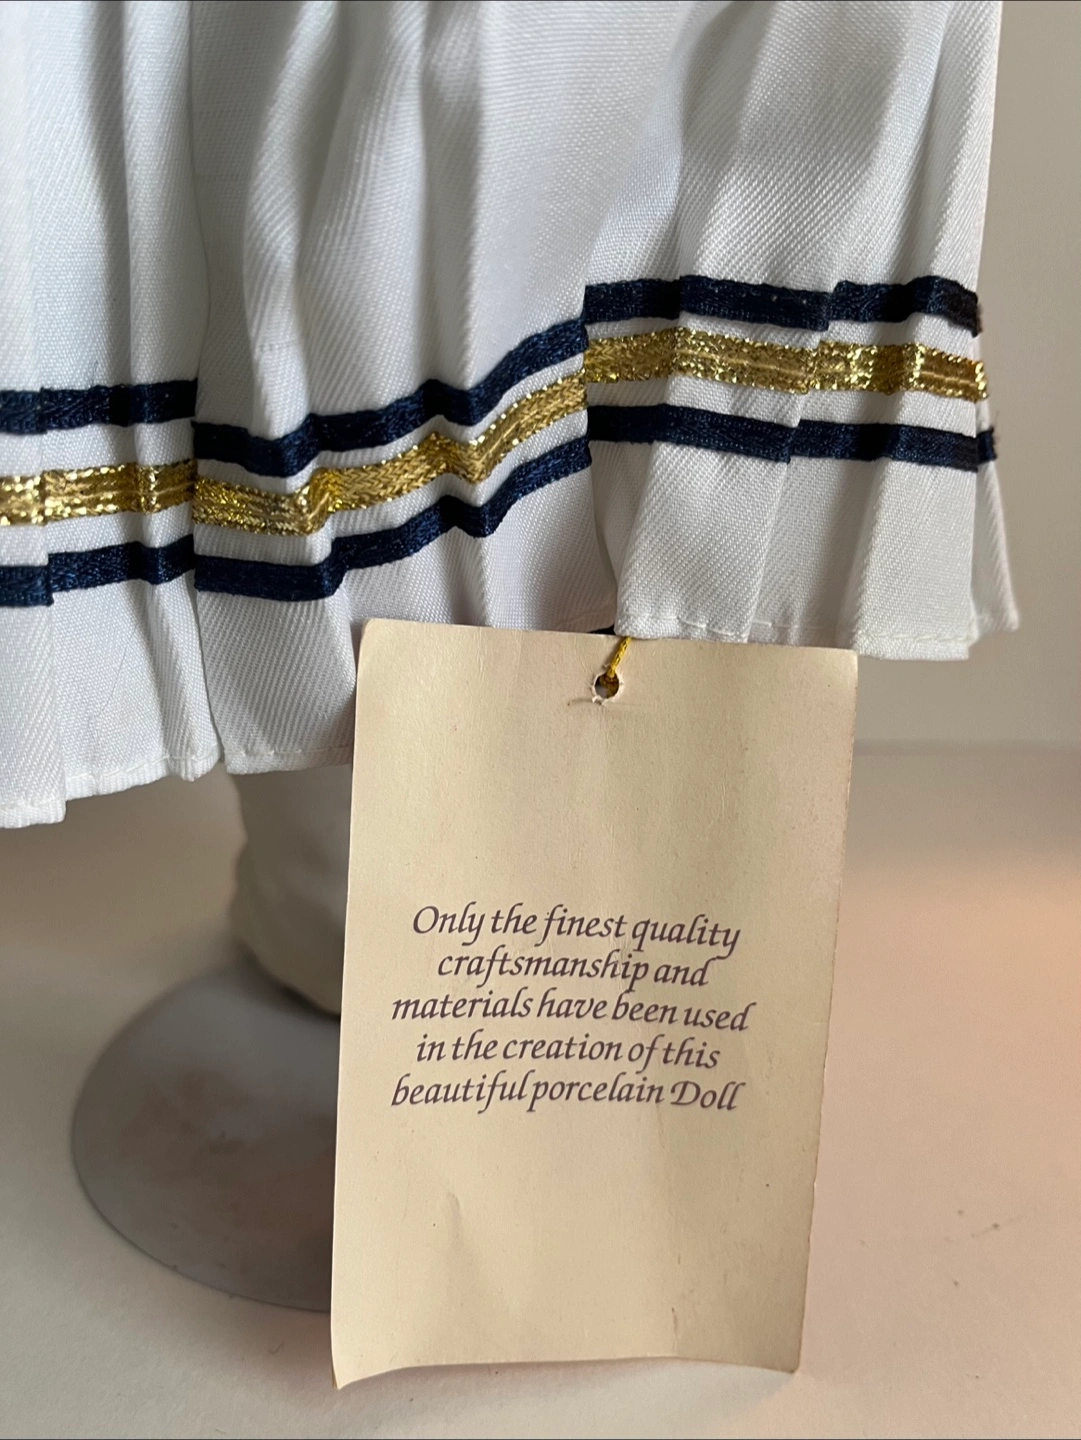 Only the finest quality
craftsmanship and
materials have been used
in the creation of this
beautiful porcelain Doll